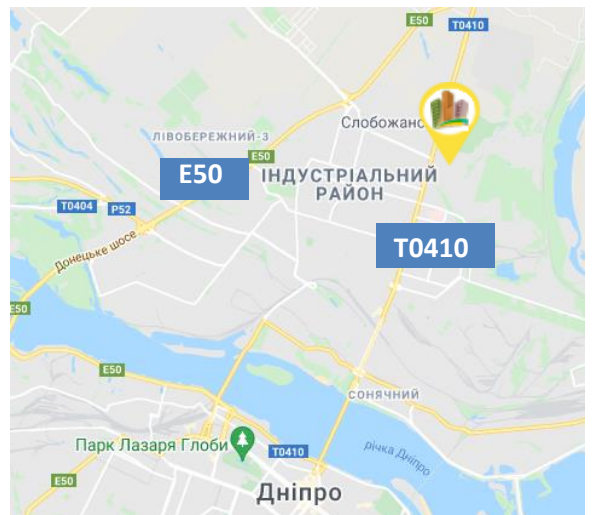 E50
T0410
Слобожанс
ЛІВОБЕРЕЖНИЙ-3
E50
E50
ІНДУСТРІАЛЬНИЙ
РАЙОН
T0404
P52
T0410
Донецьке шосе
E50
E50
СОНЯЧНИЙ
Парк Лазаря Глоби
T0410
річка Дніпро
E50
Дніпро